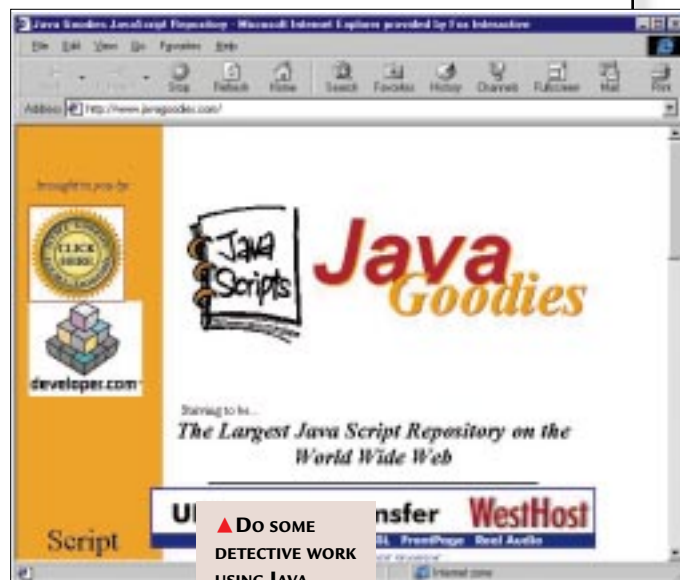 Java Goodies JavaScript Repository - Microsoft Internet Explorer provided by Fox Interactive
File Edit View Go Favorites Help
Stop Refresh Home Search Favorites History Channels Fullscreen Mail Print
Address http://www.javagoodies.com/
brought to you by
CLICK
HERE
developer.com
Script
Java
Scripts
Java
Goodies
Striving to be...
The Largest Java Script Repository on the
World Wide Web
nsfer WestHost
FrontPage Real Audio
▲DO SOME
DETECTIVE WORK
USING JAVA
Internet zone